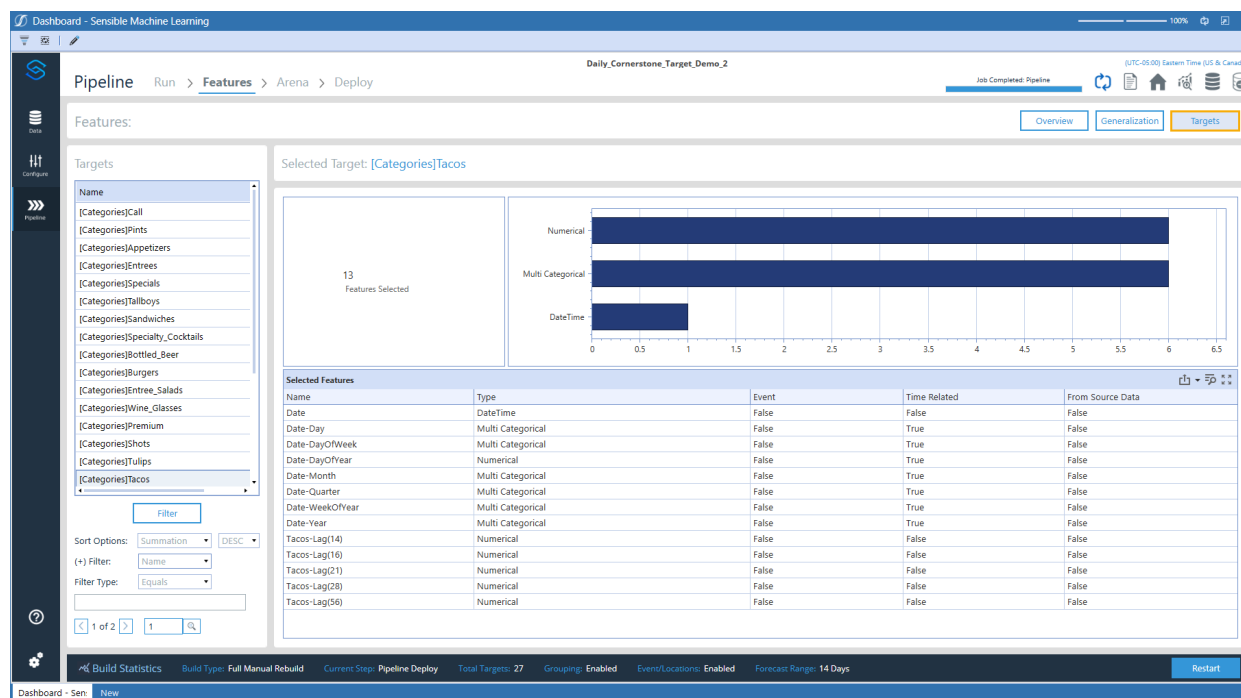 Dashboard - Sensible Machine Learning
100%
Daily_Cornerstone_Target_Demo_2
(UTC-05:00) Eastern Time (US & Canad
Pipeline Run > Features > Arena > Deploy
Job Completed: Pipeline
Data
Configure
Pipeline
Features:
Overview Generalization Targets
Targets
Name
[Categories]Call
[Categories]Pints
[Categories]Appetizers
[Categories]Entrees
[Categories]Specials
[Categories]Tallboys
[Categories]Sandwiches
[Categories]Specialty_Cocktails
[Categories]Bottled_Beer
[Categories]Burgers
[Categories]Entree_Salads
[Categories]Wine_Glasses
[Categories]Premium
[Categories]Shots
[Categories]Tulips
[Categories]Tacos
Filter
Sort Options: Summation DESC
(+) Filter: Name
Filter Type: Equals
< 1 of 2 > 1
Selected Target: [Categories]Tacos
13
Features Selected
Numerical
Multi Categorical
DateTime
0 0.5 1 1.5 2 2.5 3 3.5 4 4.5 5 5.5 6 6.5
Selected Features
Name Type Event Time Related From Source Data
Date DateTime False False False
Date-Day Multi Categorical False True False
Date-DayOfWeek Multi Categorical False True False
Date-DayOfYear Numerical False True False
Date-Month Multi Categorical False True False
Date-Quarter Multi Categorical False True False
Date-WeekOfYear Multi Categorical False True False
Date-Year Multi Categorical False True False
Tacos-Lag(14) Numerical False False False
Tacos-Lag(16) Numerical False False False
Tacos-Lag(21) Numerical False False False
Tacos-Lag(28) Numerical False False False
Tacos-Lag(56) Numerical False False False
Build Statistics Build Type: Full Manual Rebuild Current Step: Pipeline Deploy Total Targets: 27 Grouping: Enabled Event/Locations: Enabled Forecast Range: 14 Days Restart
Dashboard - Sen: New